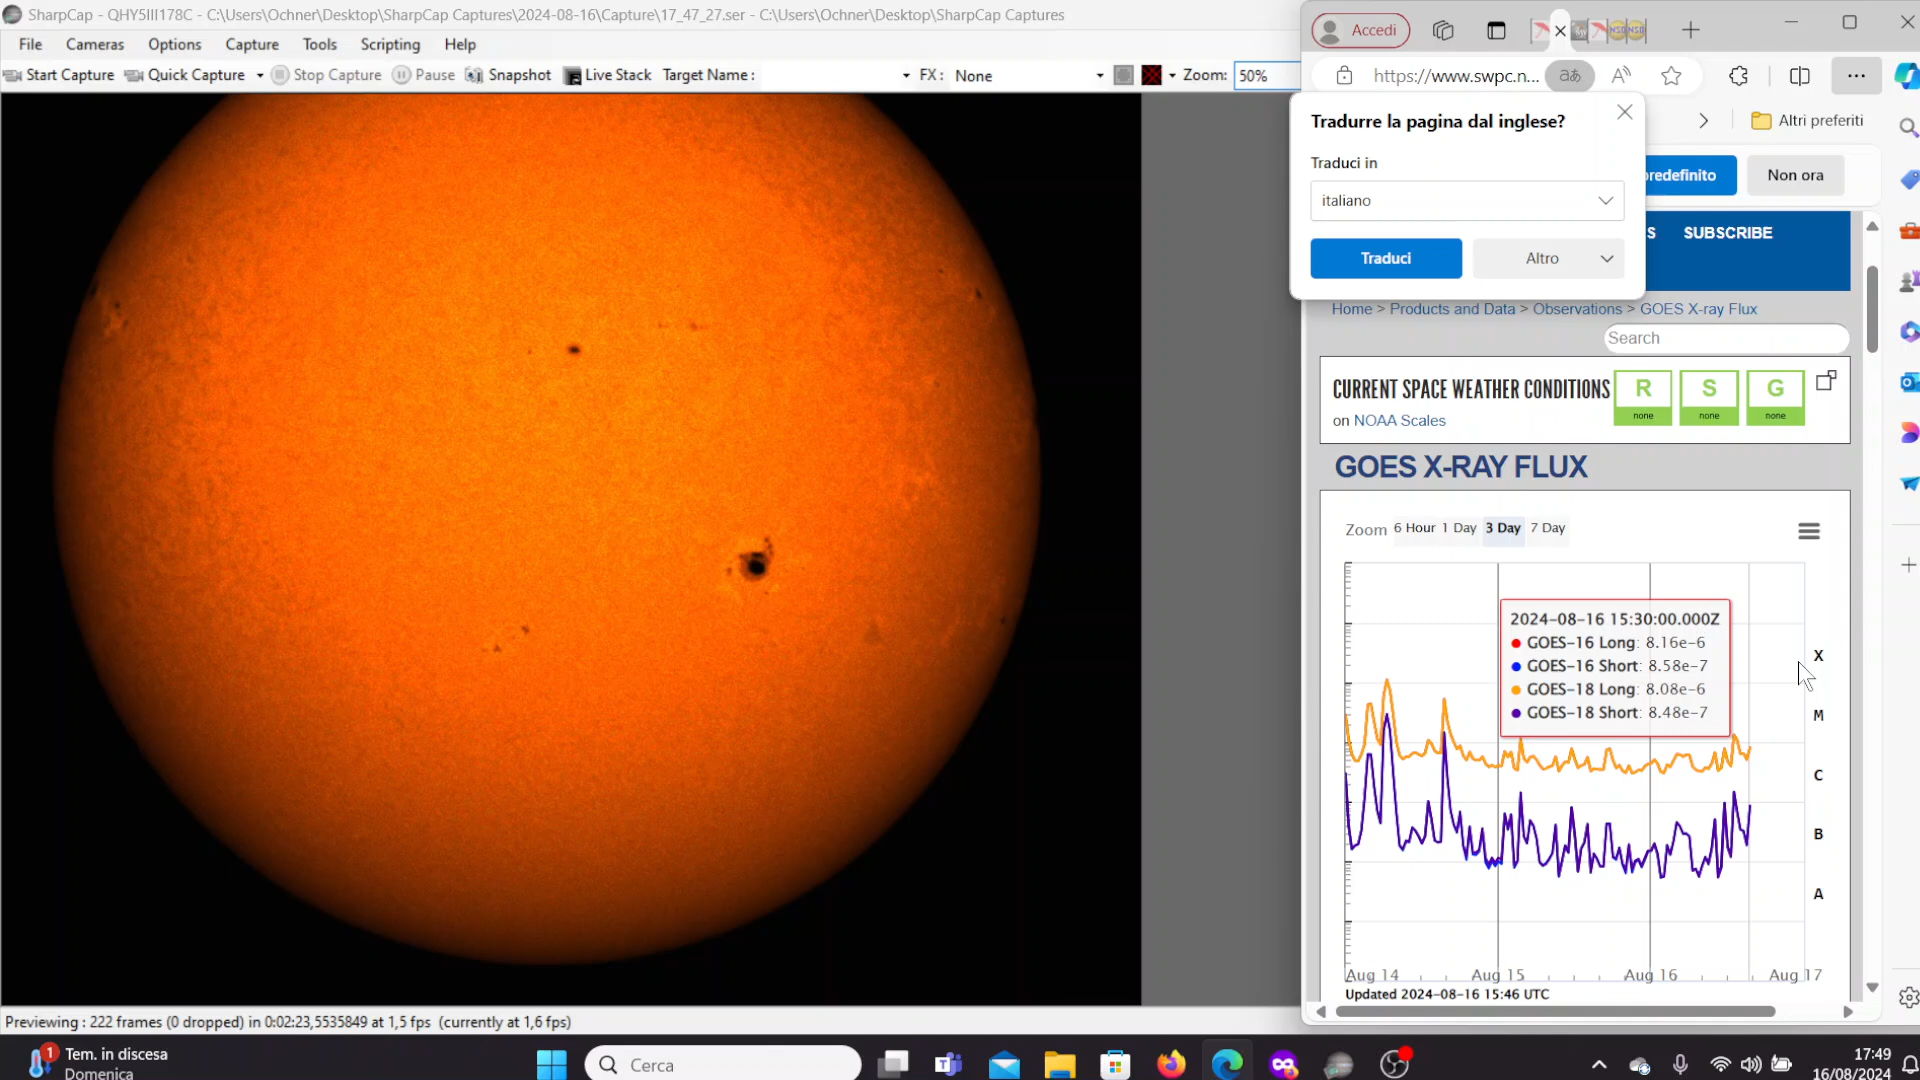 SharpCap - QHY5III178C - C:\Users\Ochner\Desktop\SharpCap Captures\2024-08-16\Capture\17_47_27.ser - C:\Users\Ochner\Desktop\SharpCap Captures
File Cameras Options Capture Tools Scripting Help
Start Capture Quick Capture Stop Capture Pause Snapshot Live Stack Target Name : FX : None Zoom: 50%
Previewing : 222 frames (0 dropped) in 0:02:23,5535849 at 1,5 fps (currently at 1,6 fps)
Accedi
https://www.swpc.n...
Altri preferiti
Tradurre la pagina dal inglese?
Traduci in
italiano
Traduci Altro
predefinito Non ora
S SUBSCRIBE
Home > Products and Data > Observations > GOES X-ray Flux
Search
CURRENT SPACE WEATHER CONDITIONS
on NOAA Scales
R S G
none none none
GOES X-RAY FLUX
Zoom 6 Hour 1 Day 3 Day 7 Day
2024-08-16 15:30:00.000Z
GOES-16 Long: 8.16e-6
GOES-16 Short: 8.58e-7
GOES-18 Long: 8.08e-6
GOES-18 Short: 8.48e-7
X
M
C
B
A
Aug 14 Aug 15 Aug 16 Aug 17
Updated 2024-08-16 15:46 UTC
1
Tem. in discesa
Domenica
Cerca
17:49
16/08/2024